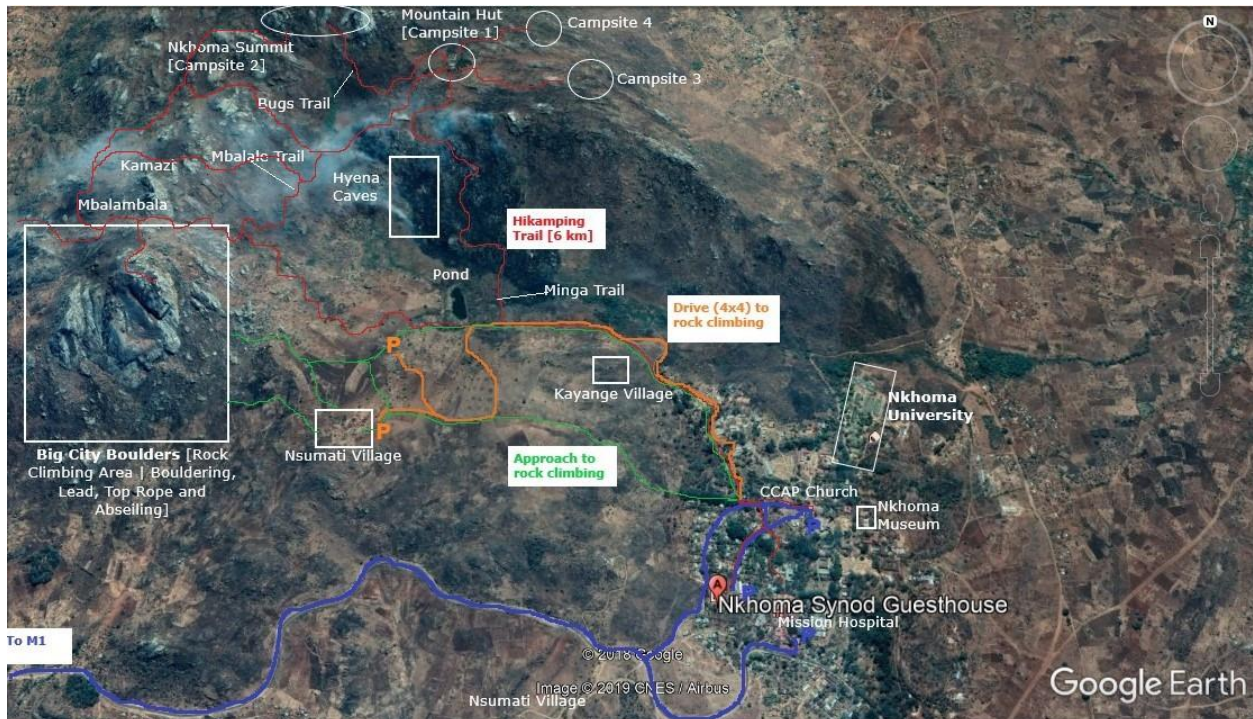 N
Mountain Hut
[Campsite 1]
Campsite 4
Nkhoma Summit
[Campsite 2]
Campsite 3
Bugs Trail
Mbalale Trail
Kamazi
Hyena
Caves
Mbalambala
Hikamping
Trail [6 km]
Pond
Minga Trail
Drive (4x4) to
rock climbing
P
Kayange Village
Nkhoma
University
P
Nsumati Village
Big City Boulders [Rock
Climbing Area | Bouldering,
Lead, Top Rope and
Abseiling]
Approach to
rock climbing
CCAP Church
Nkhoma
Museum
P
A
P
Nkhoma Synod Guesthouse
Mission Hospital
P
To M1
© 2018 Google
Image © 2019 CNES / Airbus
Nsumati Village
Google Earth